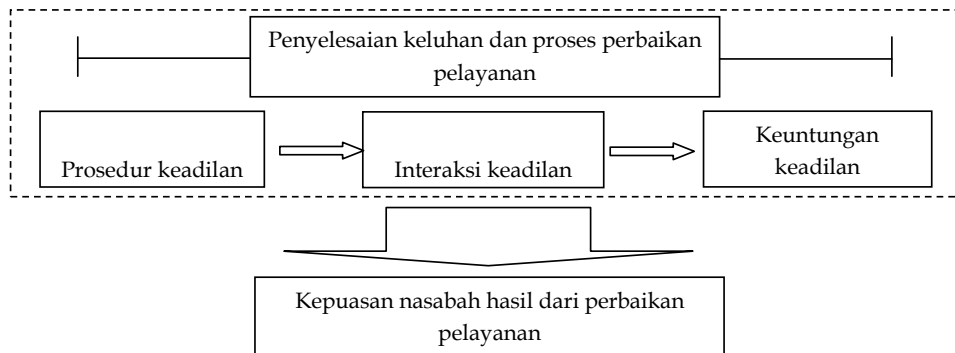 Penyelesaian keluhan dan proses perbaikan
pelayanan
Prosedur keadilan
Interaksi keadilan
Keuntungan
keadilan
Kepuasan nasabah hasil dari perbaikan
pelayanan